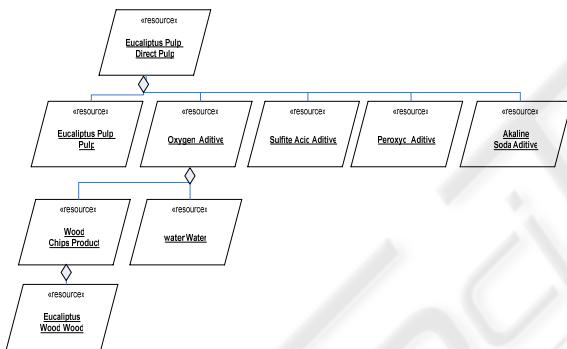 «resource»
Eucaliptus Pulp
Direct Pulp
«resource»
Eucaliptus Pulp
Pulp
«resource»
Oxygen Aditive
«resource»
Sulfite Acic Aditive
«resource»
Peroxyc Aditive
«resource»
Akaline
Soda Aditive
«resource»
Wood
Chips Product
«resource»
water Water
«resource»
Eucaliptus
Wood Wood